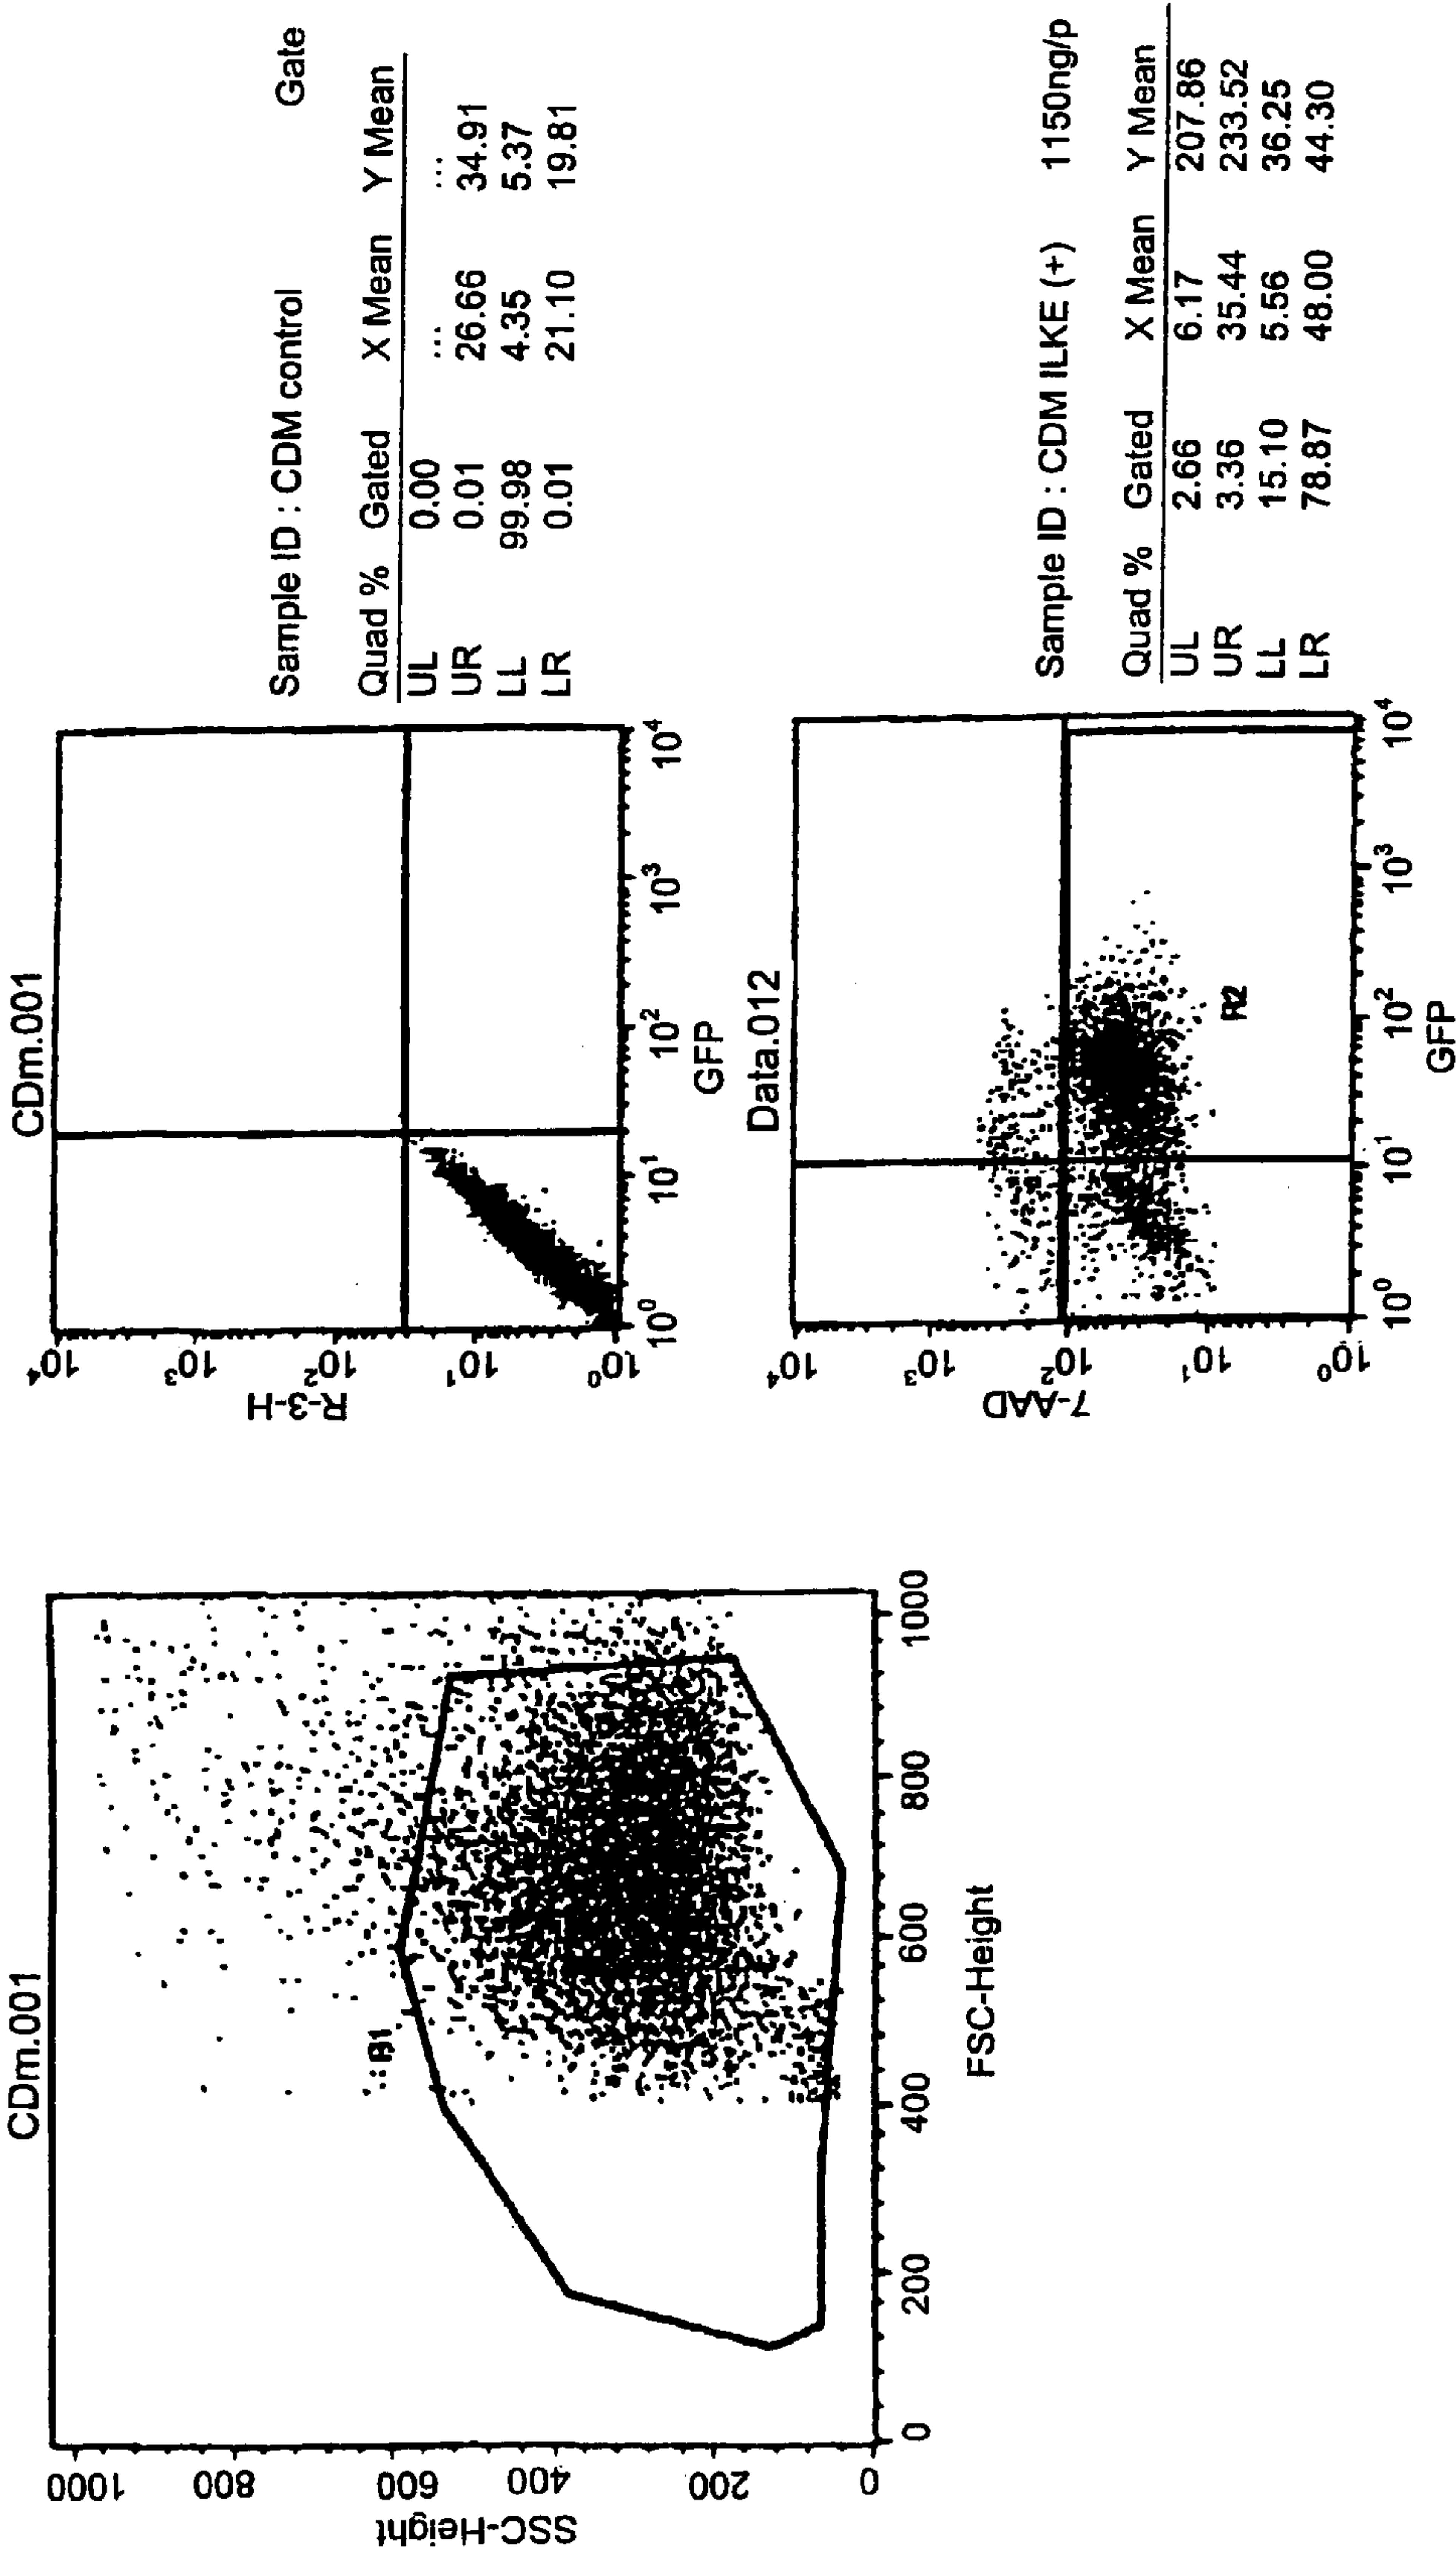 CDm.001
SSC-Height
1000
800
600
400
200
0
R1
0 200 400 600 800 1000
FSC-Height
CDm.001
R-3-H
10⁴
10³
10²
10¹
10⁰
10⁰ 10¹ 10² 10³ 10⁴
GFP
Sample ID : CDM control Gate
Quad % Gated X Mean Y Mean
UL 0.00 ... ...
UR 0.01 26.66 34.91
LL 99.98 4.35 5.37
LR 0.01 21.10 19.81
Data.012
7-AAD
10⁴
10³
10²
10¹
10⁰
R2
10⁰ 10¹ 10² 10³ 10⁴
GFP
Sample ID : CDM ILKE (+) 1150ng/p
Quad % Gated X Mean Y Mean
UL 2.66 6.17 207.86
UR 3.36 35.44 233.52
LL 15.10 5.56 36.25
LR 78.87 48.00 44.30